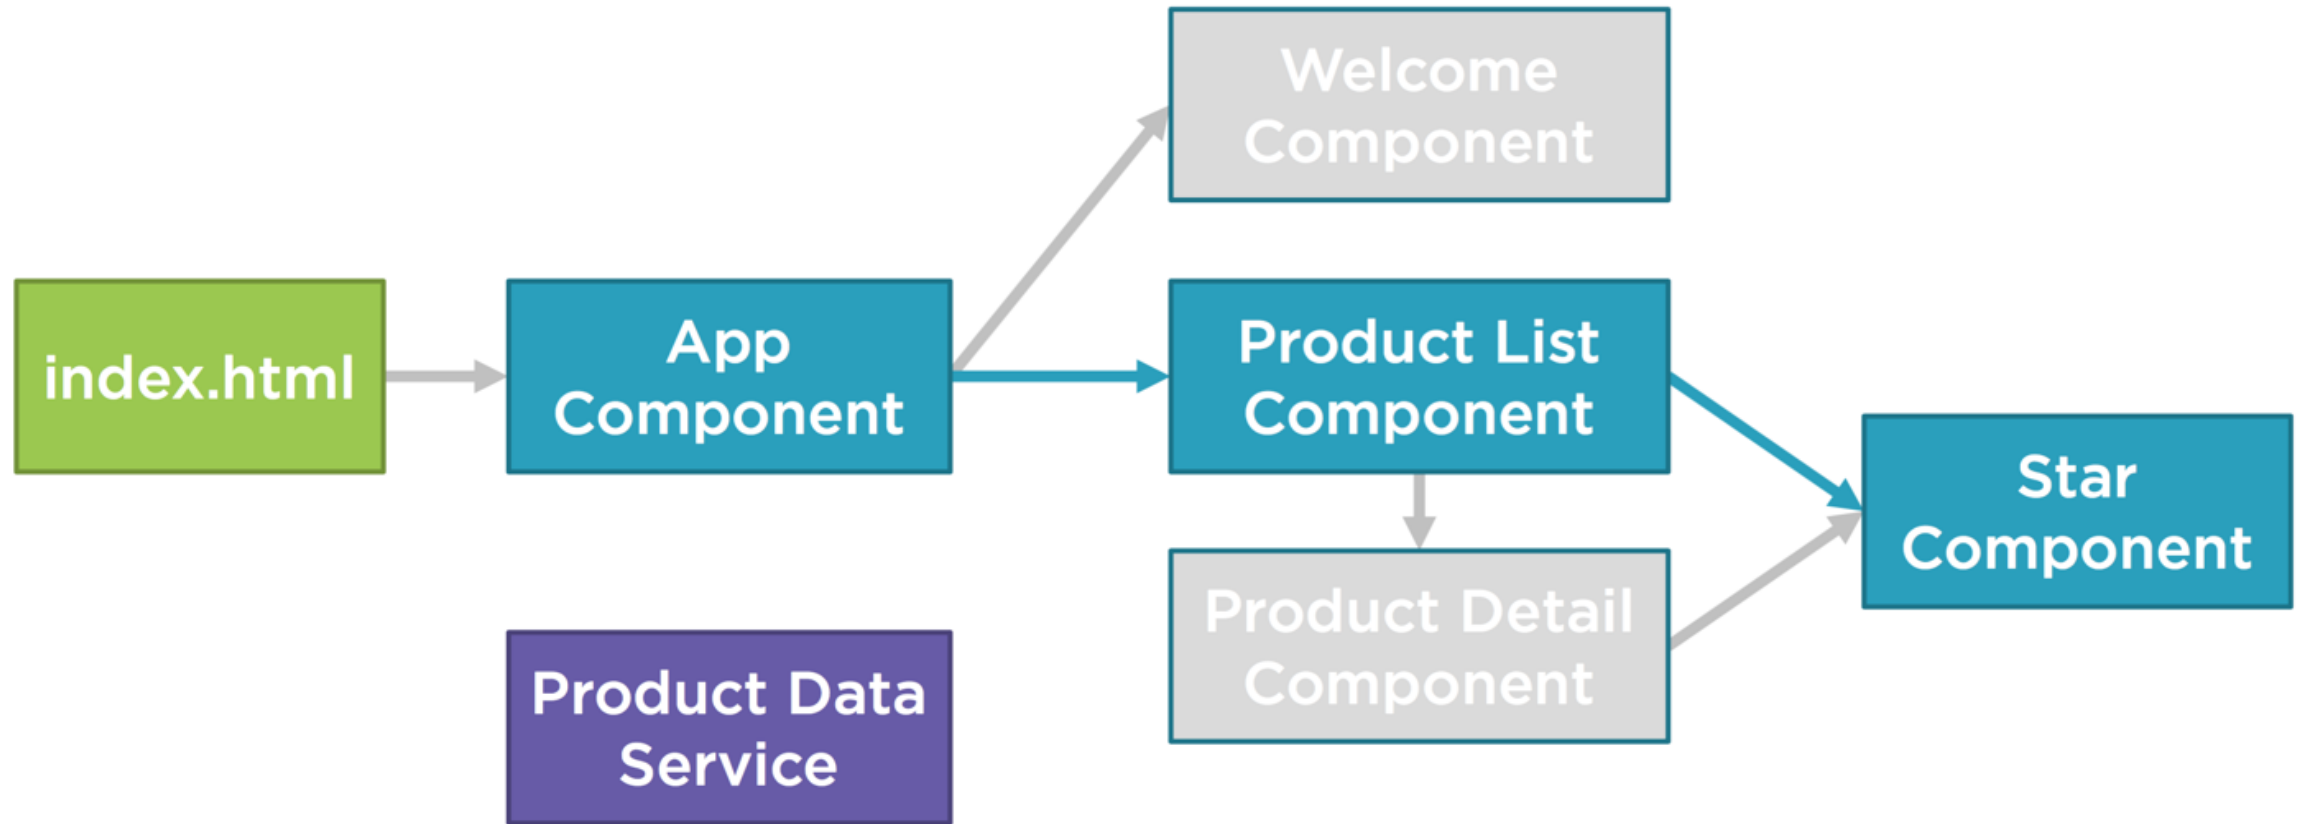 Welcome
Component
index.html
App
Component
Product List
Component
Star
Component
Product Detail
Component
Product Data
Service